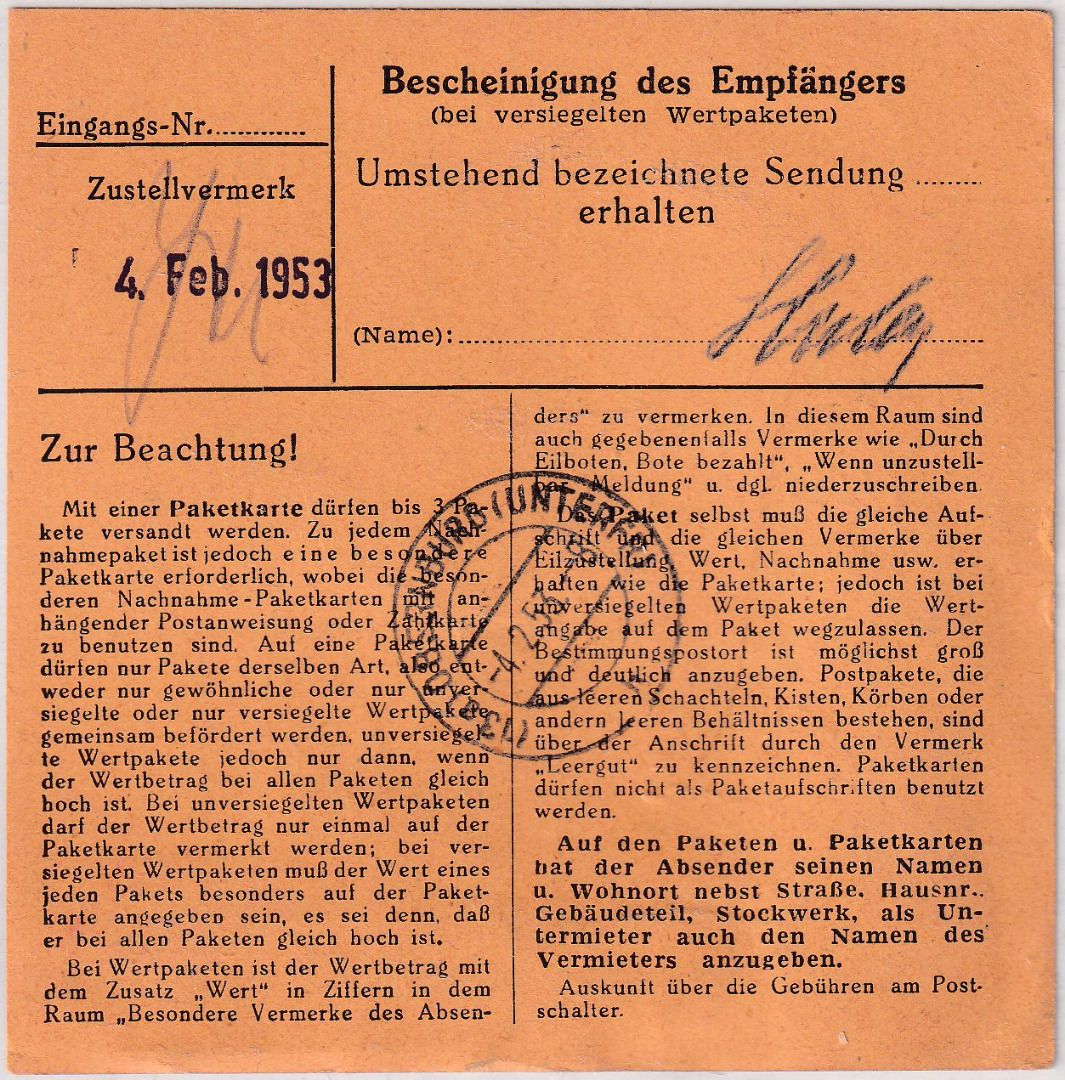 Eingangs-Nr.............
Zustellvermerk
4. Feb. 1953
Bescheinigung des Empfängers
(bei versiegelten Wertpaketen)
Umstehend bezeichnete Sendung ........
erhalten
(Name):
Zur Beachtung!
Mit einer Paketkarte dürfen bis 3 Pa-
kete versandt werden. Zu jedem Nach-
nahmepaket ist jedoch eine besondere
Paketkarte erforderlich, wobei die beson-
deren Nachnahme-Paketkarten mit an-
hängender Postanweisung oder Zahlkarte
zu benutzen sind. Auf eine Paketkarte
dürfen nur Pakete derselben Art, also ent-
weder nur gewöhnliche oder nur unver-
siegelte oder nur versiegelte Wertpakete
gemeinsam befördert werden, unversiegel-
te Wertpakete jedoch nur dann, wenn
der Wertbetrag bei allen Paketen gleich
hoch ist. Bei unversiegelten Wertpaketen
darf der Wertbetrag nur einmal auf der
Paketkarte vermerkt werden; bei ver-
siegelten Wertpaketen muß der Wert eines
jeden Pakets besonders auf der Paket-
karte angegeben sein, es sei denn, daß
er bei allen Paketen gleich hoch ist.
Bei Wertpaketen ist der Wertbetrag mit
dem Zusatz „Wert“ in Ziffern in dem
Raum „Besondere Vermerke des Absen-
ders“ zu vermerken. In diesem Raum sind
auch gegebenenfalls Vermerke wie „Durch
Eilboten, Bote bezahlt“, „Wenn unzustell-
bar, Meldung“ u. dgl. niederzuschreiben.
Das Paket selbst muß die gleiche Auf-
schrift und die gleichen Vermerke über
Eilzustellung, Wert, Nachnahme usw. er-
halten wie die Paketkarte; jedoch ist bei
unversiegelten Wertpaketen die Wert-
angabe auf dem Paket wegzulassen. Der
Bestimmungspostort ist möglichst groß
und deutlich anzugeben. Postpakete, die
aus leeren Schachteln, Kisten, Körben oder
andern leeren Behältnissen bestehen, sind
über der Anschrift durch den Vermerk
„Leergut“ zu kennzeichnen. Paketkarten
dürfen nicht als Paketaufschriften benutzt
werden.
Auf den Paketen u. Paketkarten
hat der Absender seinen Namen
u. Wohnort nebst Straße, Hausnr.,
Gebäudeteil, Stockwerk, als Un-
termieter auch den Namen des
Vermieters anzugeben.
Auskunft über die Gebühren am Post-
schalter.
-4.2.53.-8